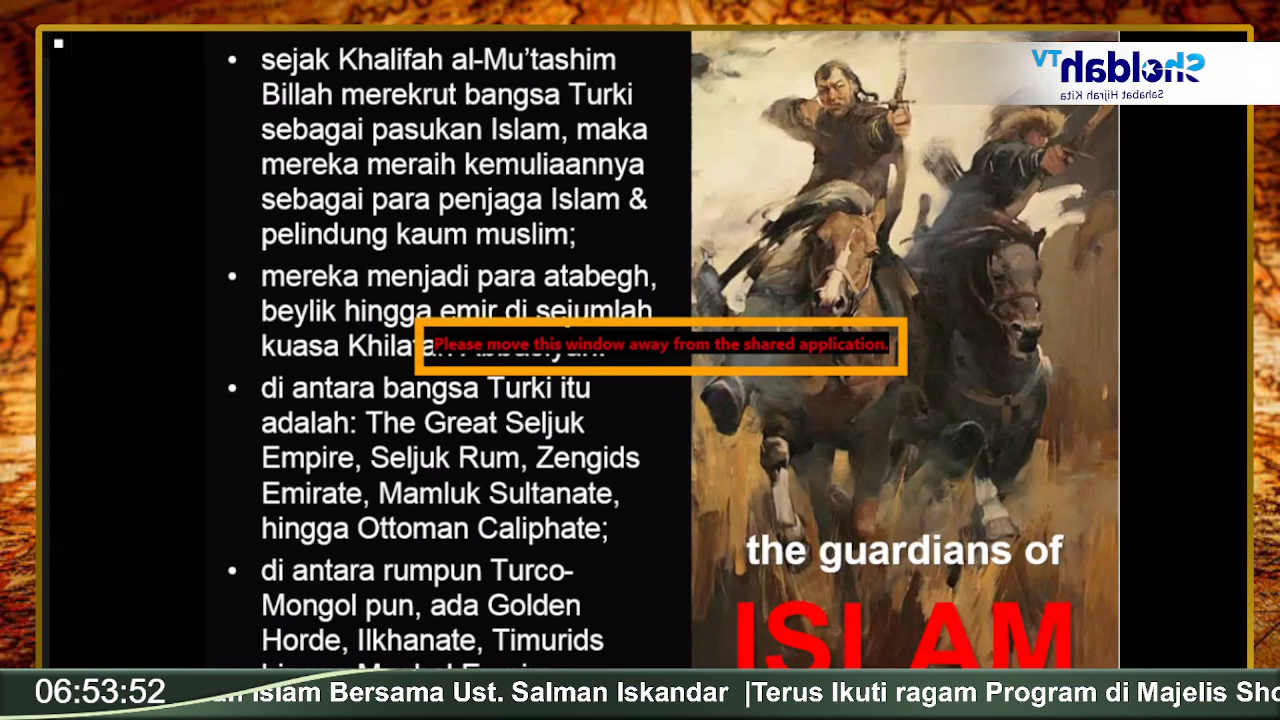 sejak Khalifah al-Mu'tashim
Billah merekrut bangsa Turki
sebagai pasukan Islam, maka
mereka meraih kemuliaannya
sebagai para penjaga Islam &
pelindung kaum muslim;
mereka menjadi para atabegh,
beylik hingga emir di sejumlah
kuasa
Please move this window away from the shared application.
di antara bangsa Turki itu
adalah: The Great Seljuk
Empire, Seljuk Rum, Zengids
Emirate, Mamluk Sultanate,
hingga Ottoman Caliphate;
di antara rumpun Turco-
Mongol pun, ada Golden
Horde, Ilkhanate, Timurids
Sholdah TV
Sahabat Hijrah Kita
the guardians of
ISLAM
06:53:52
Islam Bersama Ust. Salman Iskandar |Terus Ikuti ragam Program di Majelis Sho